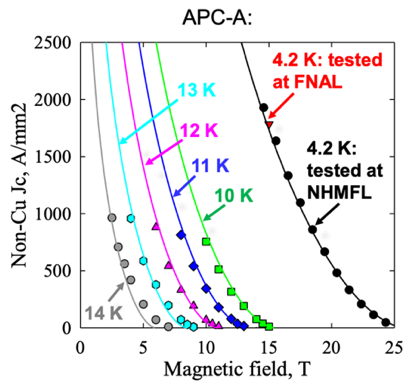 APC-A:
Non-Cu Jc, A/mm2
2500
2000
1500
1000
500
0
4.2 K: tested
at FNAL
13 K
12 K
4.2 K:
tested at
NHMFL
11 K
10 K
14 K
0
5
10
15
20
25
Magnetic field, T